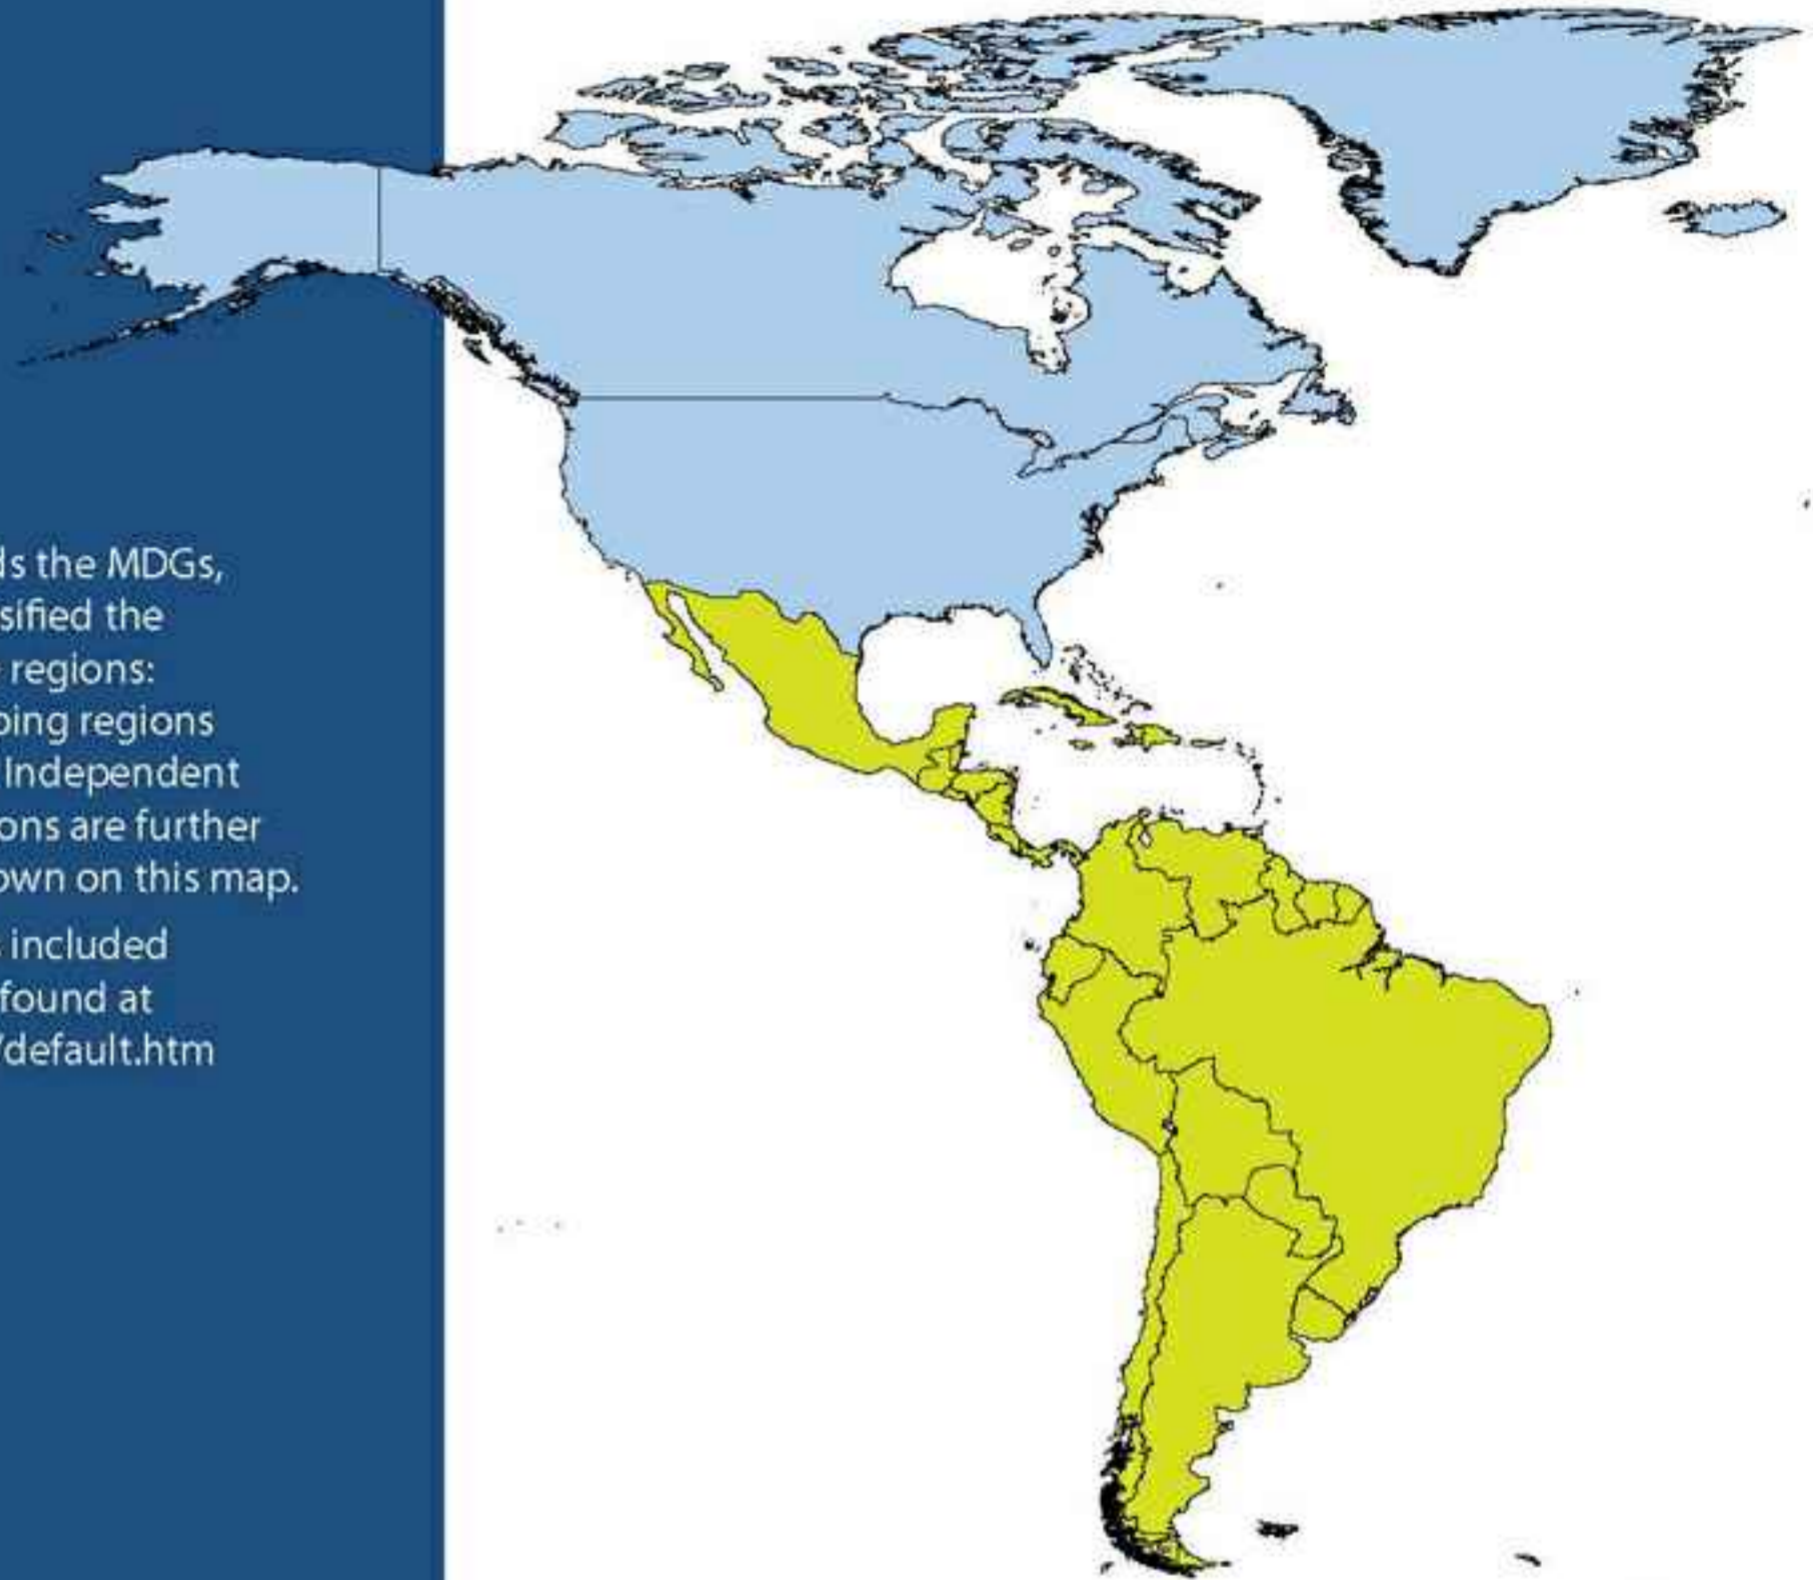 ds the MDGs,
sified the
regions:
ping regions
Independent
ons are further
own on this map.
included
found at
/default.htm